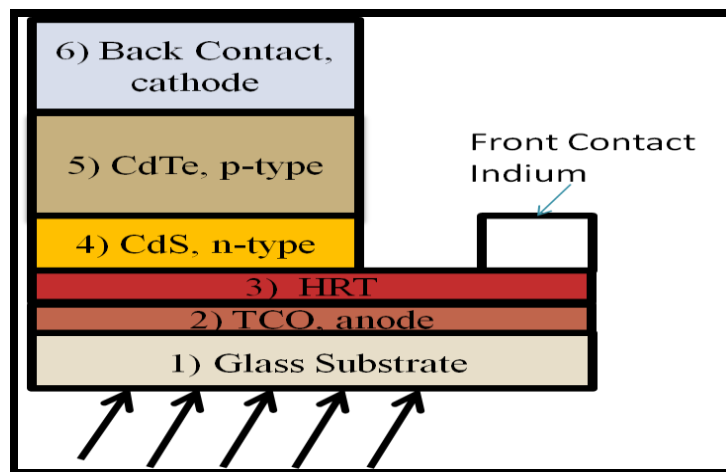 6) Back Contact,
cathode
5) CdTe, p-type
Front Contact
Indium
4) CdS, n-type
3) HRT
2) TCO, anode
1) Glass Substrate